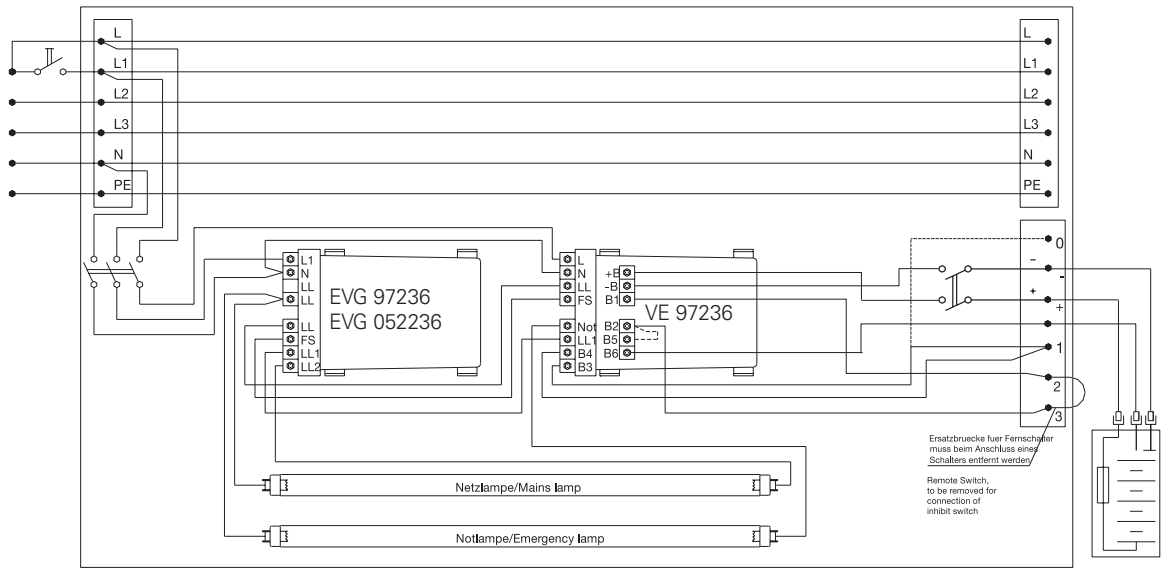 L
L1
L2
L3
N
PE
L
L1
L2
L3
N
PE
L1
N
LL
LL
LL
FS
LL1
LL2
EVG 97236
EVG 052236
L
N
LL
FS
Not
LL1
B4
B3
+B
-B
B1
B2
B5
B6
VE 97236
0
-
-
+
+
1
2
3
Ersatzbruecke fuer Fernschalter
muss beim Anschluss eines
Schalters entfernt werden
Remote Switch,
to be removed for
connection of
inhibit switch
Netzlampe/Mains lamp
Notlampe/Emergency lamp